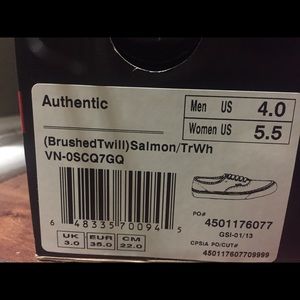 Authentic
Men US 4.0
Women US 5.5
(BrushedTwill)Salmon/TrWh
VN-0SCQ7GQ
6 48335 70094 5
PO#
4501176077
GSI-01/13
CPSIA PO/CUT#
450117607709999
UK EUR CM
3.0 35.0 22.0